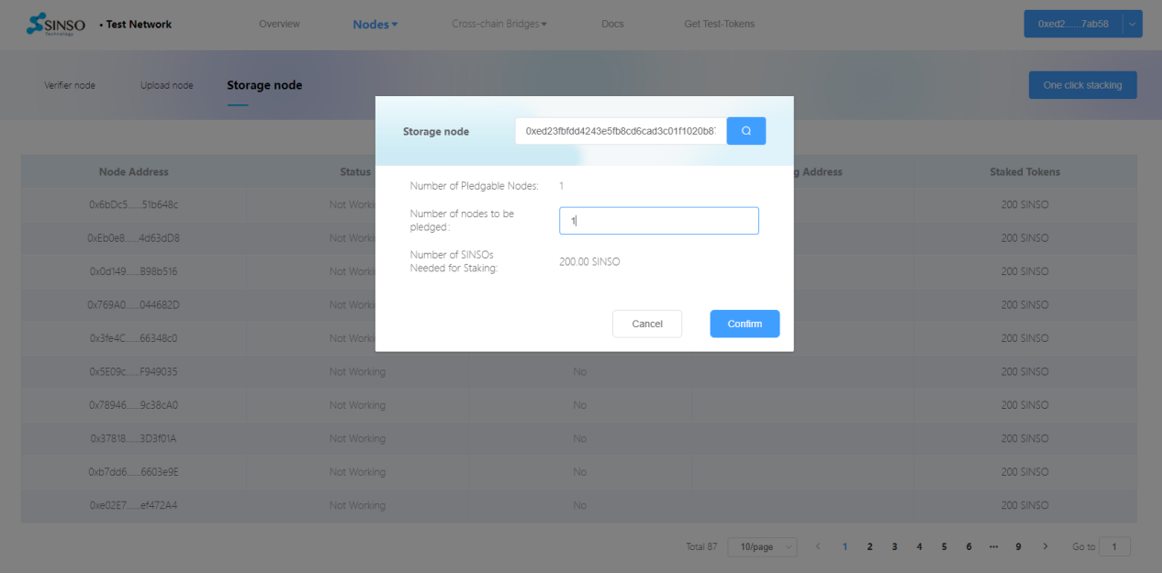 SINSO
Technology
• Test Network
Overview
Nodes
Cross-chain Bridges
Docs
Get Test-Tokens
0xed2......7ab58
Verifier node
Upload node
Storage node
One click stacking
Storage node
0xed23fbfdd4243e5fb8cd6cad3c01f1020b8
Number of Pledgable Nodes:
1
Number of nodes to be
pledged:
1
Number of SINSOs
Needed for Staking:
200.00 SINSO
Cancel
Confirm
Node Address
Status
g Address
Staked Tokens
0x6bDc5......51b648c
Not Work
200 SINSO
0xEb0e8......4d63dD8
Not Work
200 SINSO
0x0d149......B98b516
Not Work
200 SINSO
0x769A0......044682D
Not Work
200 SINSO
0x3fe4C......66348c0
Not Work
200 SINSO
0x5E09c......F949035
Not Working
No
200 SINSO
0x78946......9c38cA0
Not Working
No
200 SINSO
0x37818......3D3f01A
Not Working
No
200 SINSO
0xb7dd6......6603e9E
Not Working
No
200 SINSO
0xe02E7......ef472A4
Not Working
No
200 SINSO
Total 87
10/page
1
2
3
4
5
6
•••
9
Go to
1